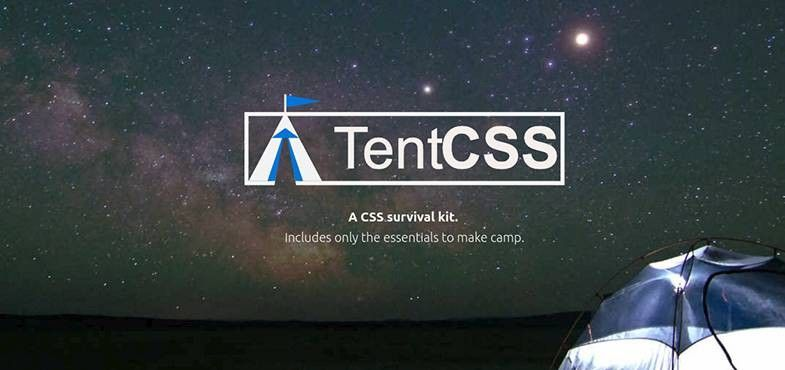 TentCSS
A CSS survival kit.
Includes only the essentials to make camp.